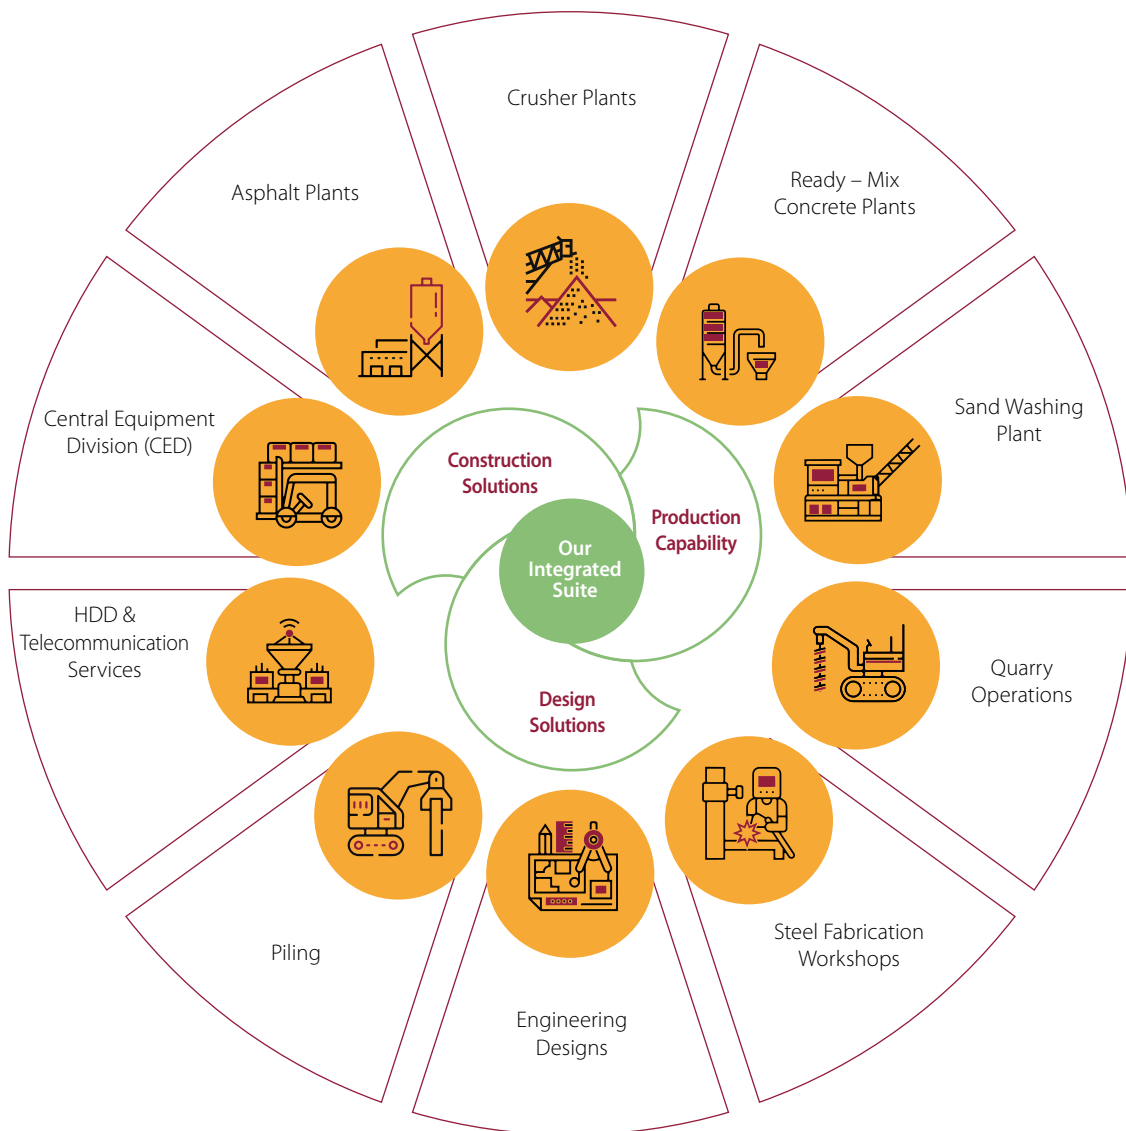 Crusher Plants
Ready – Mix
Concrete Plants
Sand Washing
Plant
Quarry
Operations
Steel Fabrication
Workshops
Engineering
Designs
Piling
HDD &
Telecommunication
Services
Central Equipment
Division (CED)
Asphalt Plants
Construction
Solutions
Production
Capability
Design
Solutions
Our
Integrated
Suite